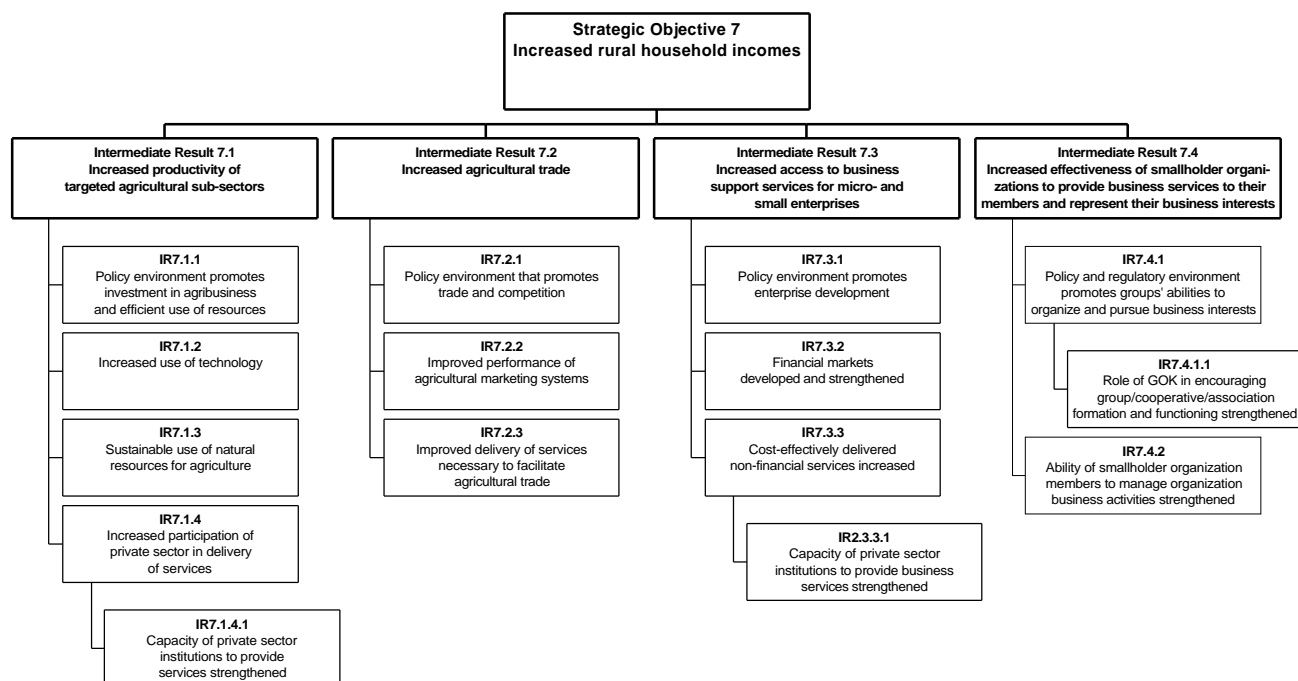 Strategic Objective 7
Increased rural household incomes
Intermediate Result 7.1
Increased productivity of
targeted agricultural sub-sectors
Intermediate Result 7.2
Increased agricultural trade
Intermediate Result 7.3
Increased access to business
support services for micro- and
small enterprises
Intermediate Result 7.4
Increased effectiveness of smallholder organi-
zations to provide business services to their
members and represent their business interests
IR7.1.1
Policy environment promotes
investment in agribusiness
and efficient use of resources
IR7.1.2
Increased use of technology
IR7.1.3
Sustainable use of natural
resources for agriculture
IR7.1.4
Increased participation of
private sector in delivery
of services
IR7.1.4.1
Capacity of private sector
institutions to provide
services strengthened
IR7.2.1
Policy environment that promotes
trade and competition
IR7.2.2
Improved performance of
agricultural marketing systems
IR7.2.3
Improved delivery of services
necessary to facilitate
agricultural trade
IR7.3.1
Policy environment promotes
enterprise development
IR7.3.2
Financial markets
developed and strengthened
IR7.3.3
Cost-effectively delivered
non-financial services increased
IR2.3.3.1
Capacity of private sector
institutions to provide business
services strengthened
IR7.4.1
Policy and regulatory environment
promotes groups' abilities to
organize and pursue business interests
IR7.4.1.1
Role of GOK in encouraging
group/cooperative/association
formation and functioning strengthened
IR7.4.2
Ability of smallholder organization
members to manage organization
business activities strengthened